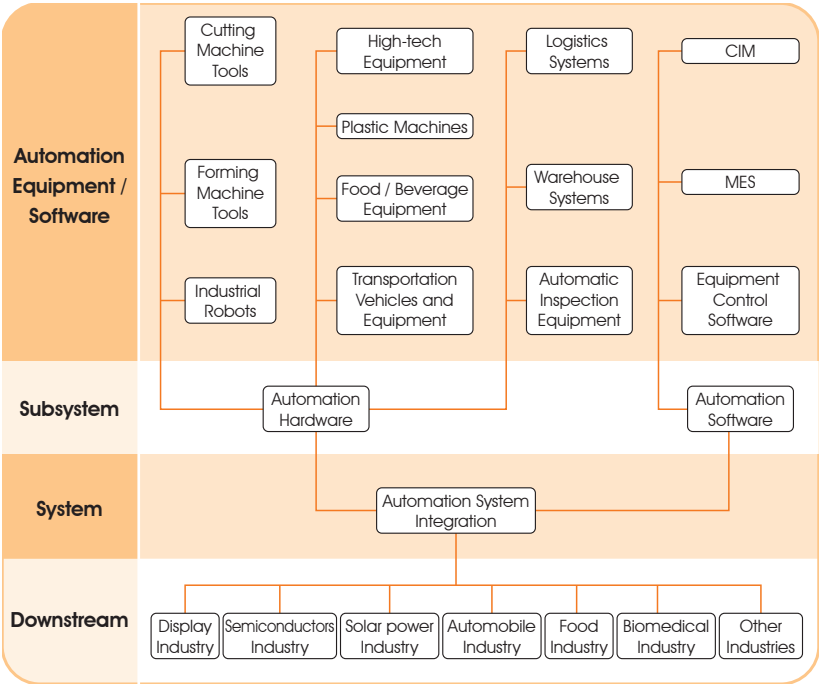 Automation
Equipment /
Software
Cutting
Machine
Tools
Forming
Machine
Tools
Industrial
Robots
High-tech
Equipment
Plastic Machines
Food / Beverage
Equipment
Transportation
Vehicles and
Equipment
Logistics
Systems
Warehouse
Systems
Automatic
Inspection
Equipment
CIM
MES
Equipment
Control
Software
Subsystem
Automation
Hardware
Automation
Software
System
Automation System
Integration
Downstream
Display
Industry
Semiconductors
Industry
Solar power
Industry
Automobile
Industry
Food
Industry
Biomedical
Industry
Other
Industries